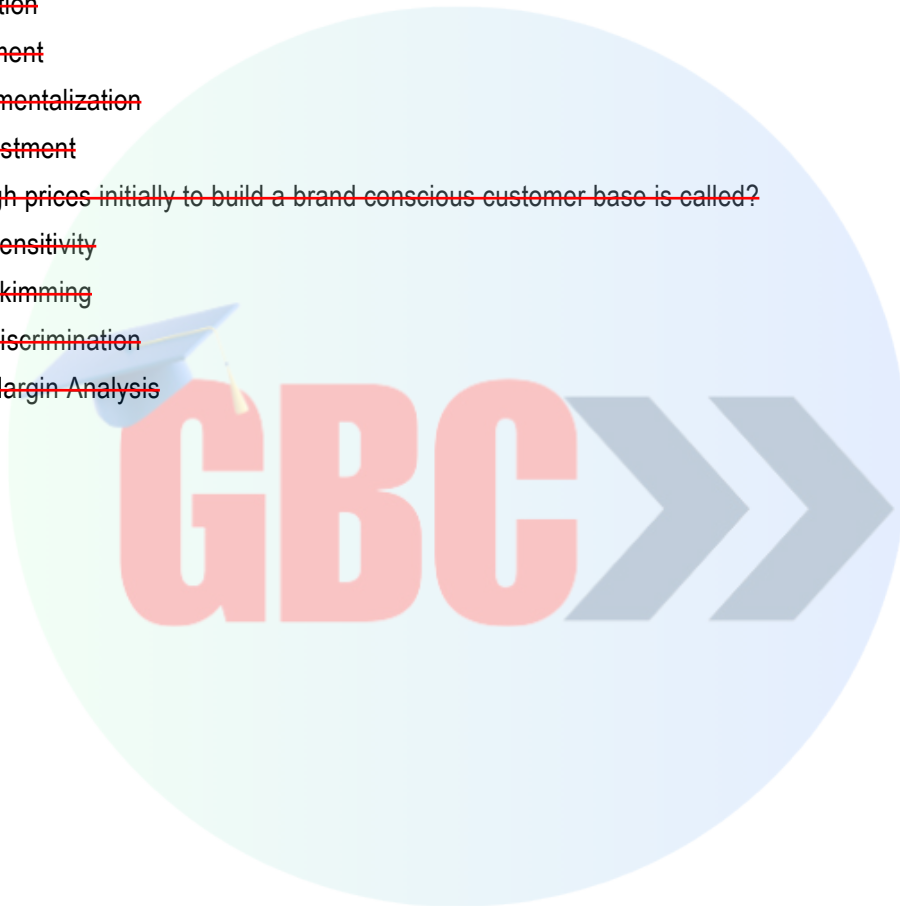 tion
nent
mentalization
stment
gh prices initially to build a brand conscious customer base is called?
ensitivity
kimming
iscrimination
largin Analysis
GBC